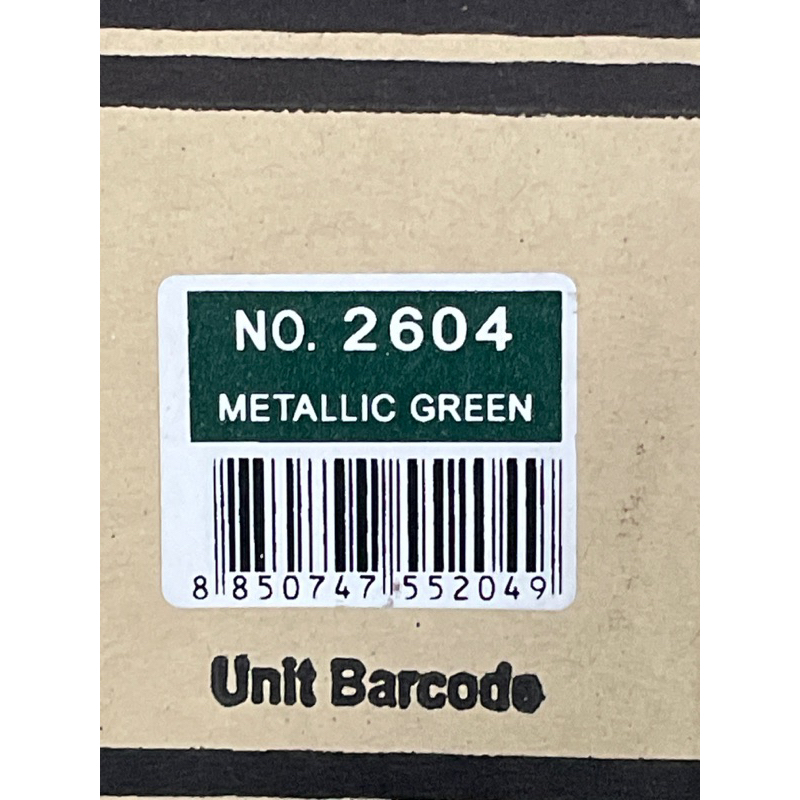 NO. 2604
METALLIC GREEN
8 850747 552049
Unit Barcode